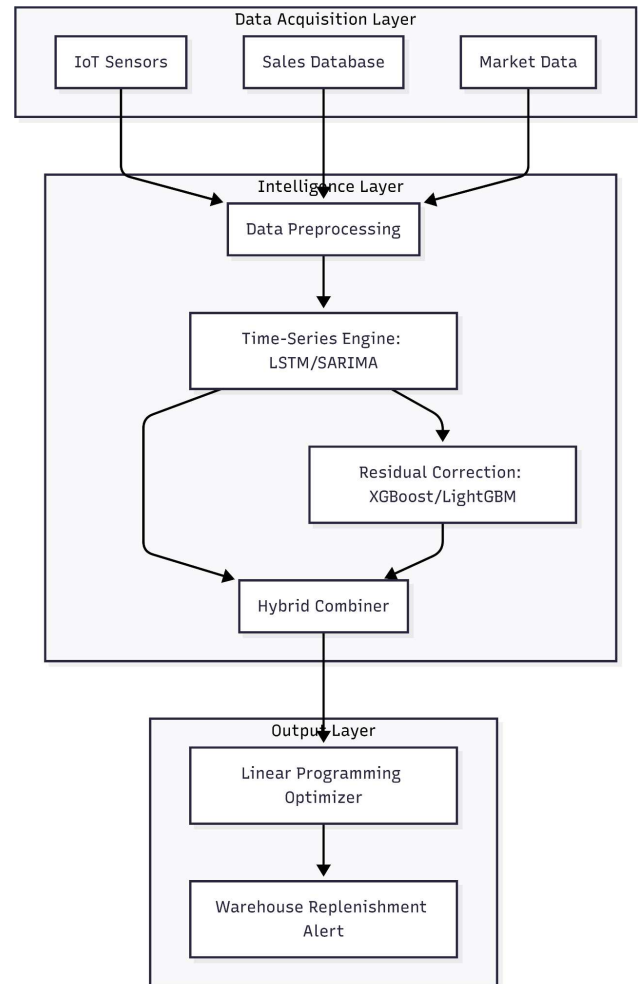 Data Acquisition Layer
IoT Sensors
Sales Database
Market Data
Intelligence Layer
Data Preprocessing
Time-Series Engine:
LSTM/SARIMA
Residual Correction:
XGBoost/LightGBM
Hybrid Combiner
Output Layer
Linear Programming
Optimizer
Warehouse Replenishment
Alert